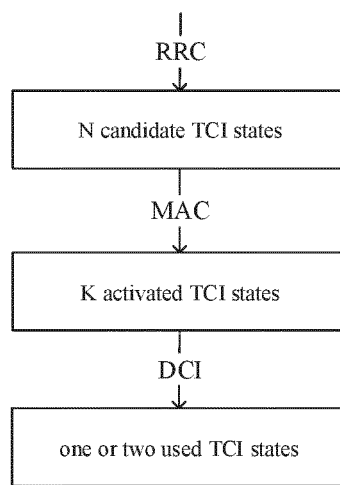 RRC
N candidate TCI states
MAC
K activated TCI states
DCI
one or two used TCI states